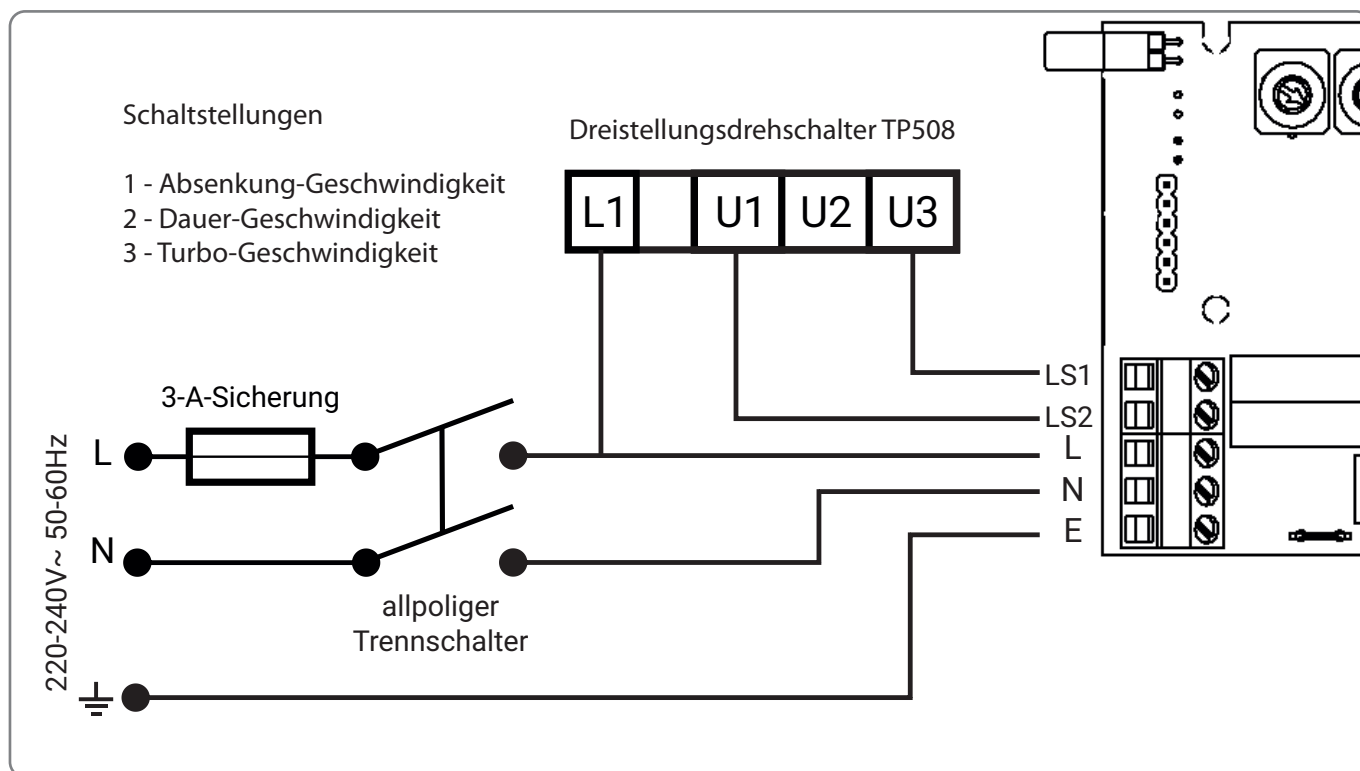 Schaltstellungen
1 - Absenkung-Geschwindigkeit
2 - Dauer-Geschwindigkeit
3 - Turbo-Geschwindigkeit
Dreistellungsdrehschalter TP508
L1 U1 U2 U3
3-A-Sicherung
220-240V~ 50-60Hz
L
N
allpoliger
Trennschalter
LS1
LS2
L
N
E